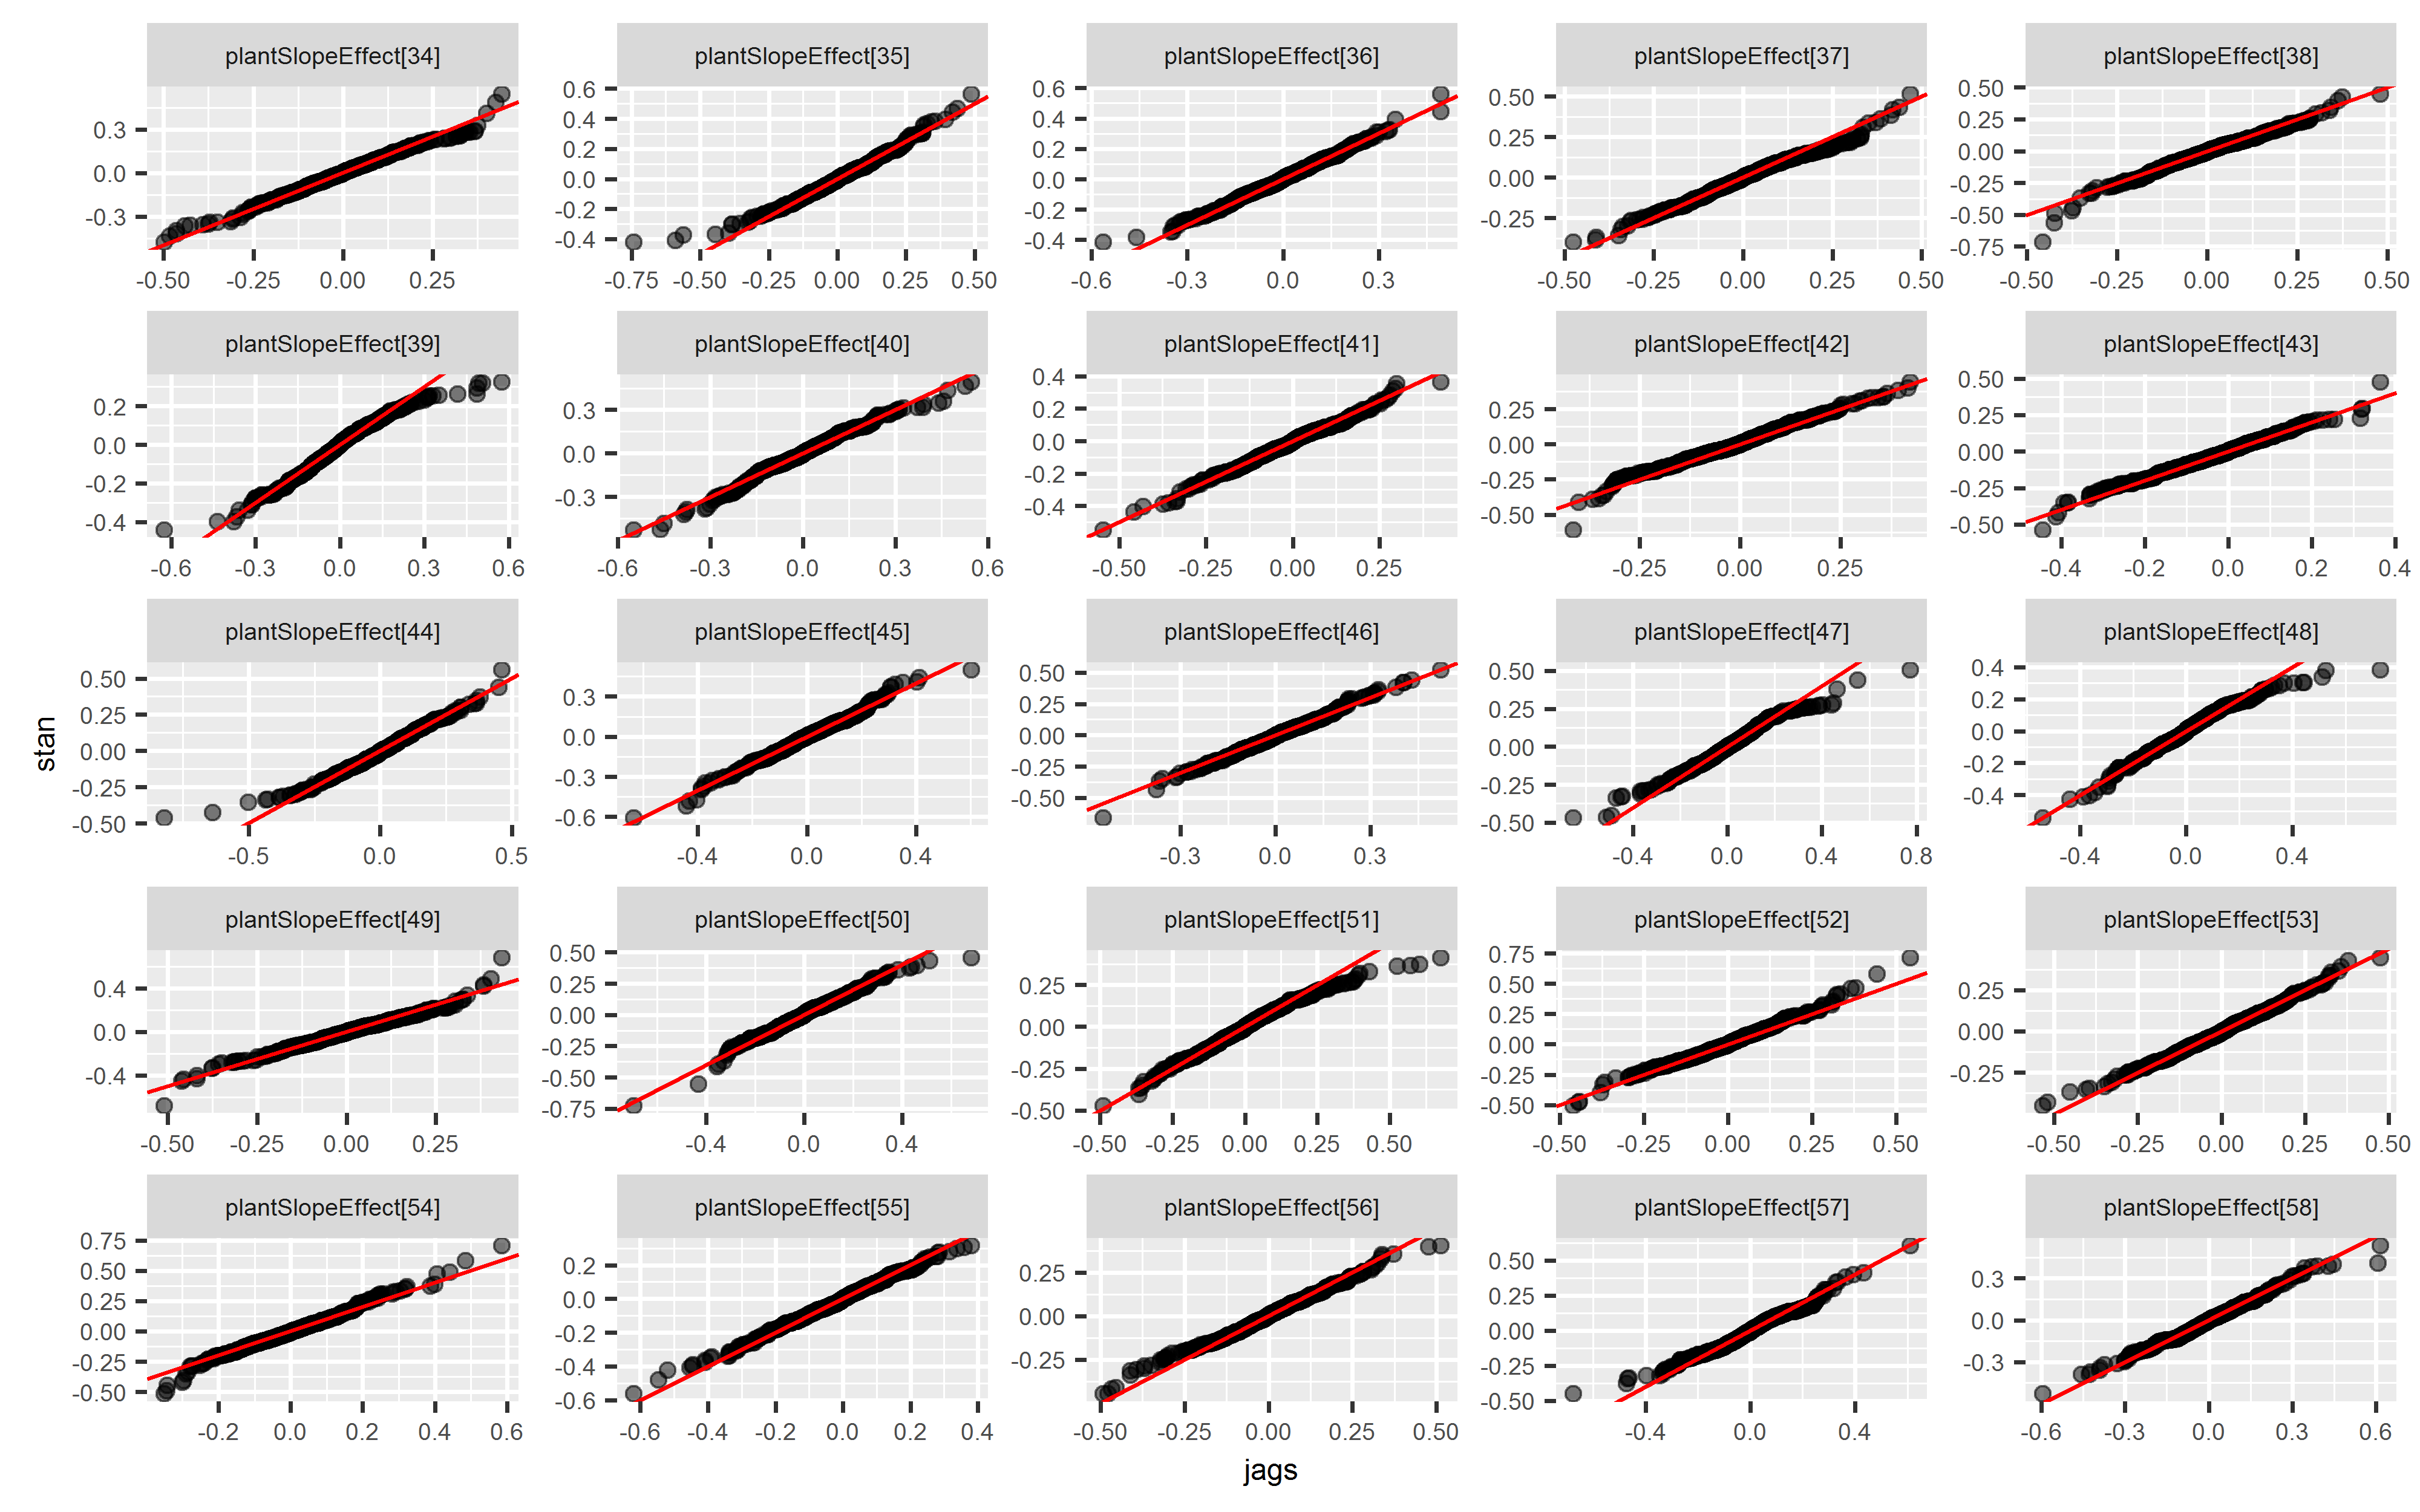 plantSlopeEffect[34] plantSlopeEffect[35] plantSlopeEffect[36] plantSlopeEffect[37] plantSlopeEffect[38]
0.3 0.0 -0.3
-0.50 -0.25 0.00 0.25
0.6 0.4 0.2 0.0 -0.2 -0.4
-0.75 -0.50 -0.25 0.00 0.25 0.50
0.6 0.4 0.2 0.0 -0.2 -0.4
-0.6 -0.3 0.0 0.3
0.50 0.25 0.00 -0.25
-0.50 -0.25 0.00 0.25 0.50
0.50 0.25 0.00 -0.25 -0.50 -0.75
-0.50 -0.25 0.00 0.25 0.50
plantSlopeEffect[39] plantSlopeEffect[40] plantSlopeEffect[41] plantSlopeEffect[42] plantSlopeEffect[43]
0.2 0.0 -0.2 -0.4
-0.6 -0.3 0.0 0.3 0.6
0.3 0.0 -0.3
-0.6 -0.3 0.0 0.3 0.6
0.4 0.2 0.0 -0.2 -0.4
-0.50 -0.25 0.00 0.25
0.25 0.00 -0.25 -0.50
-0.25 0.00 0.25
0.50 0.25 0.00 -0.25 -0.50
-0.4 -0.2 0.0 0.2 0.4
plantSlopeEffect[44] plantSlopeEffect[45] plantSlopeEffect[46] plantSlopeEffect[47] plantSlopeEffect[48]
0.50 0.25 0.00 -0.25 -0.50
-0.5 0.0 0.5
0.3 0.0 -0.3 -0.6
-0.4 0.0 0.4
0.50 0.25 0.00 -0.25 -0.50
-0.3 0.0 0.3
0.50 0.25 0.00 -0.25 -0.50
-0.4 0.0 0.4 0.8
0.4 0.2 0.0 -0.2 -0.4
-0.4 0.0 0.4
stan
plantSlopeEffect[49] plantSlopeEffect[50] plantSlopeEffect[51] plantSlopeEffect[52] plantSlopeEffect[53]
0.4 0.0 -0.4
-0.50 -0.25 0.00 0.25
0.50 0.25 0.00 -0.25 -0.50 -0.75
-0.4 0.0 0.4
0.25 0.00 -0.25 -0.50
-0.50 -0.25 0.00 0.25 0.50
0.75 0.50 0.25 0.00 -0.25 -0.50
-0.50 -0.25 0.00 0.25 0.50
0.25 0.00 -0.25
-0.50 -0.25 0.00 0.25 0.50
plantSlopeEffect[54] plantSlopeEffect[55] plantSlopeEffect[56] plantSlopeEffect[57] plantSlopeEffect[58]
0.75 0.50 0.25 0.00 -0.25 -0.50
-0.2 0.0 0.2 0.4 0.6
0.2 0.0 -0.2 -0.4 -0.6
-0.6 -0.4 -0.2 0.0 0.2 0.4
0.25 0.00 -0.25
-0.50 -0.25 0.00 0.25 0.50
0.50 0.25 0.00 -0.25 -0.50
-0.4 0.0 0.4
0.3 0.0 -0.3
-0.6 -0.3 0.0 0.3 0.6
jags